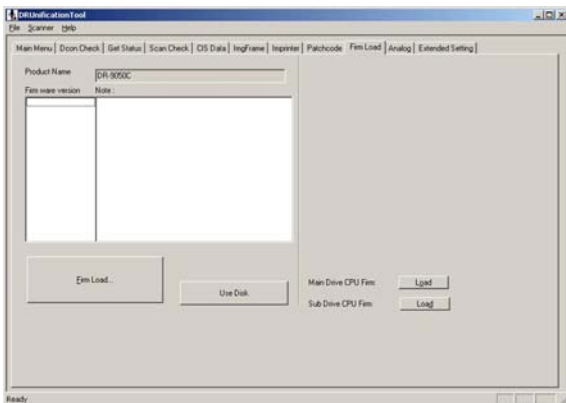 DRUnificationTool
File Scanner Help
Main Menu Dcon Check Get Status Scan Check CIS Data ImgFrame Imprinter Patchcode Firm Load Analog Extended Setting
Product Name DR-9050C
Firm ware version Note :
Firm Load...
Use Disk
Main Drive CPU Firm Load
Sub Drive CPU Firm Load
Ready